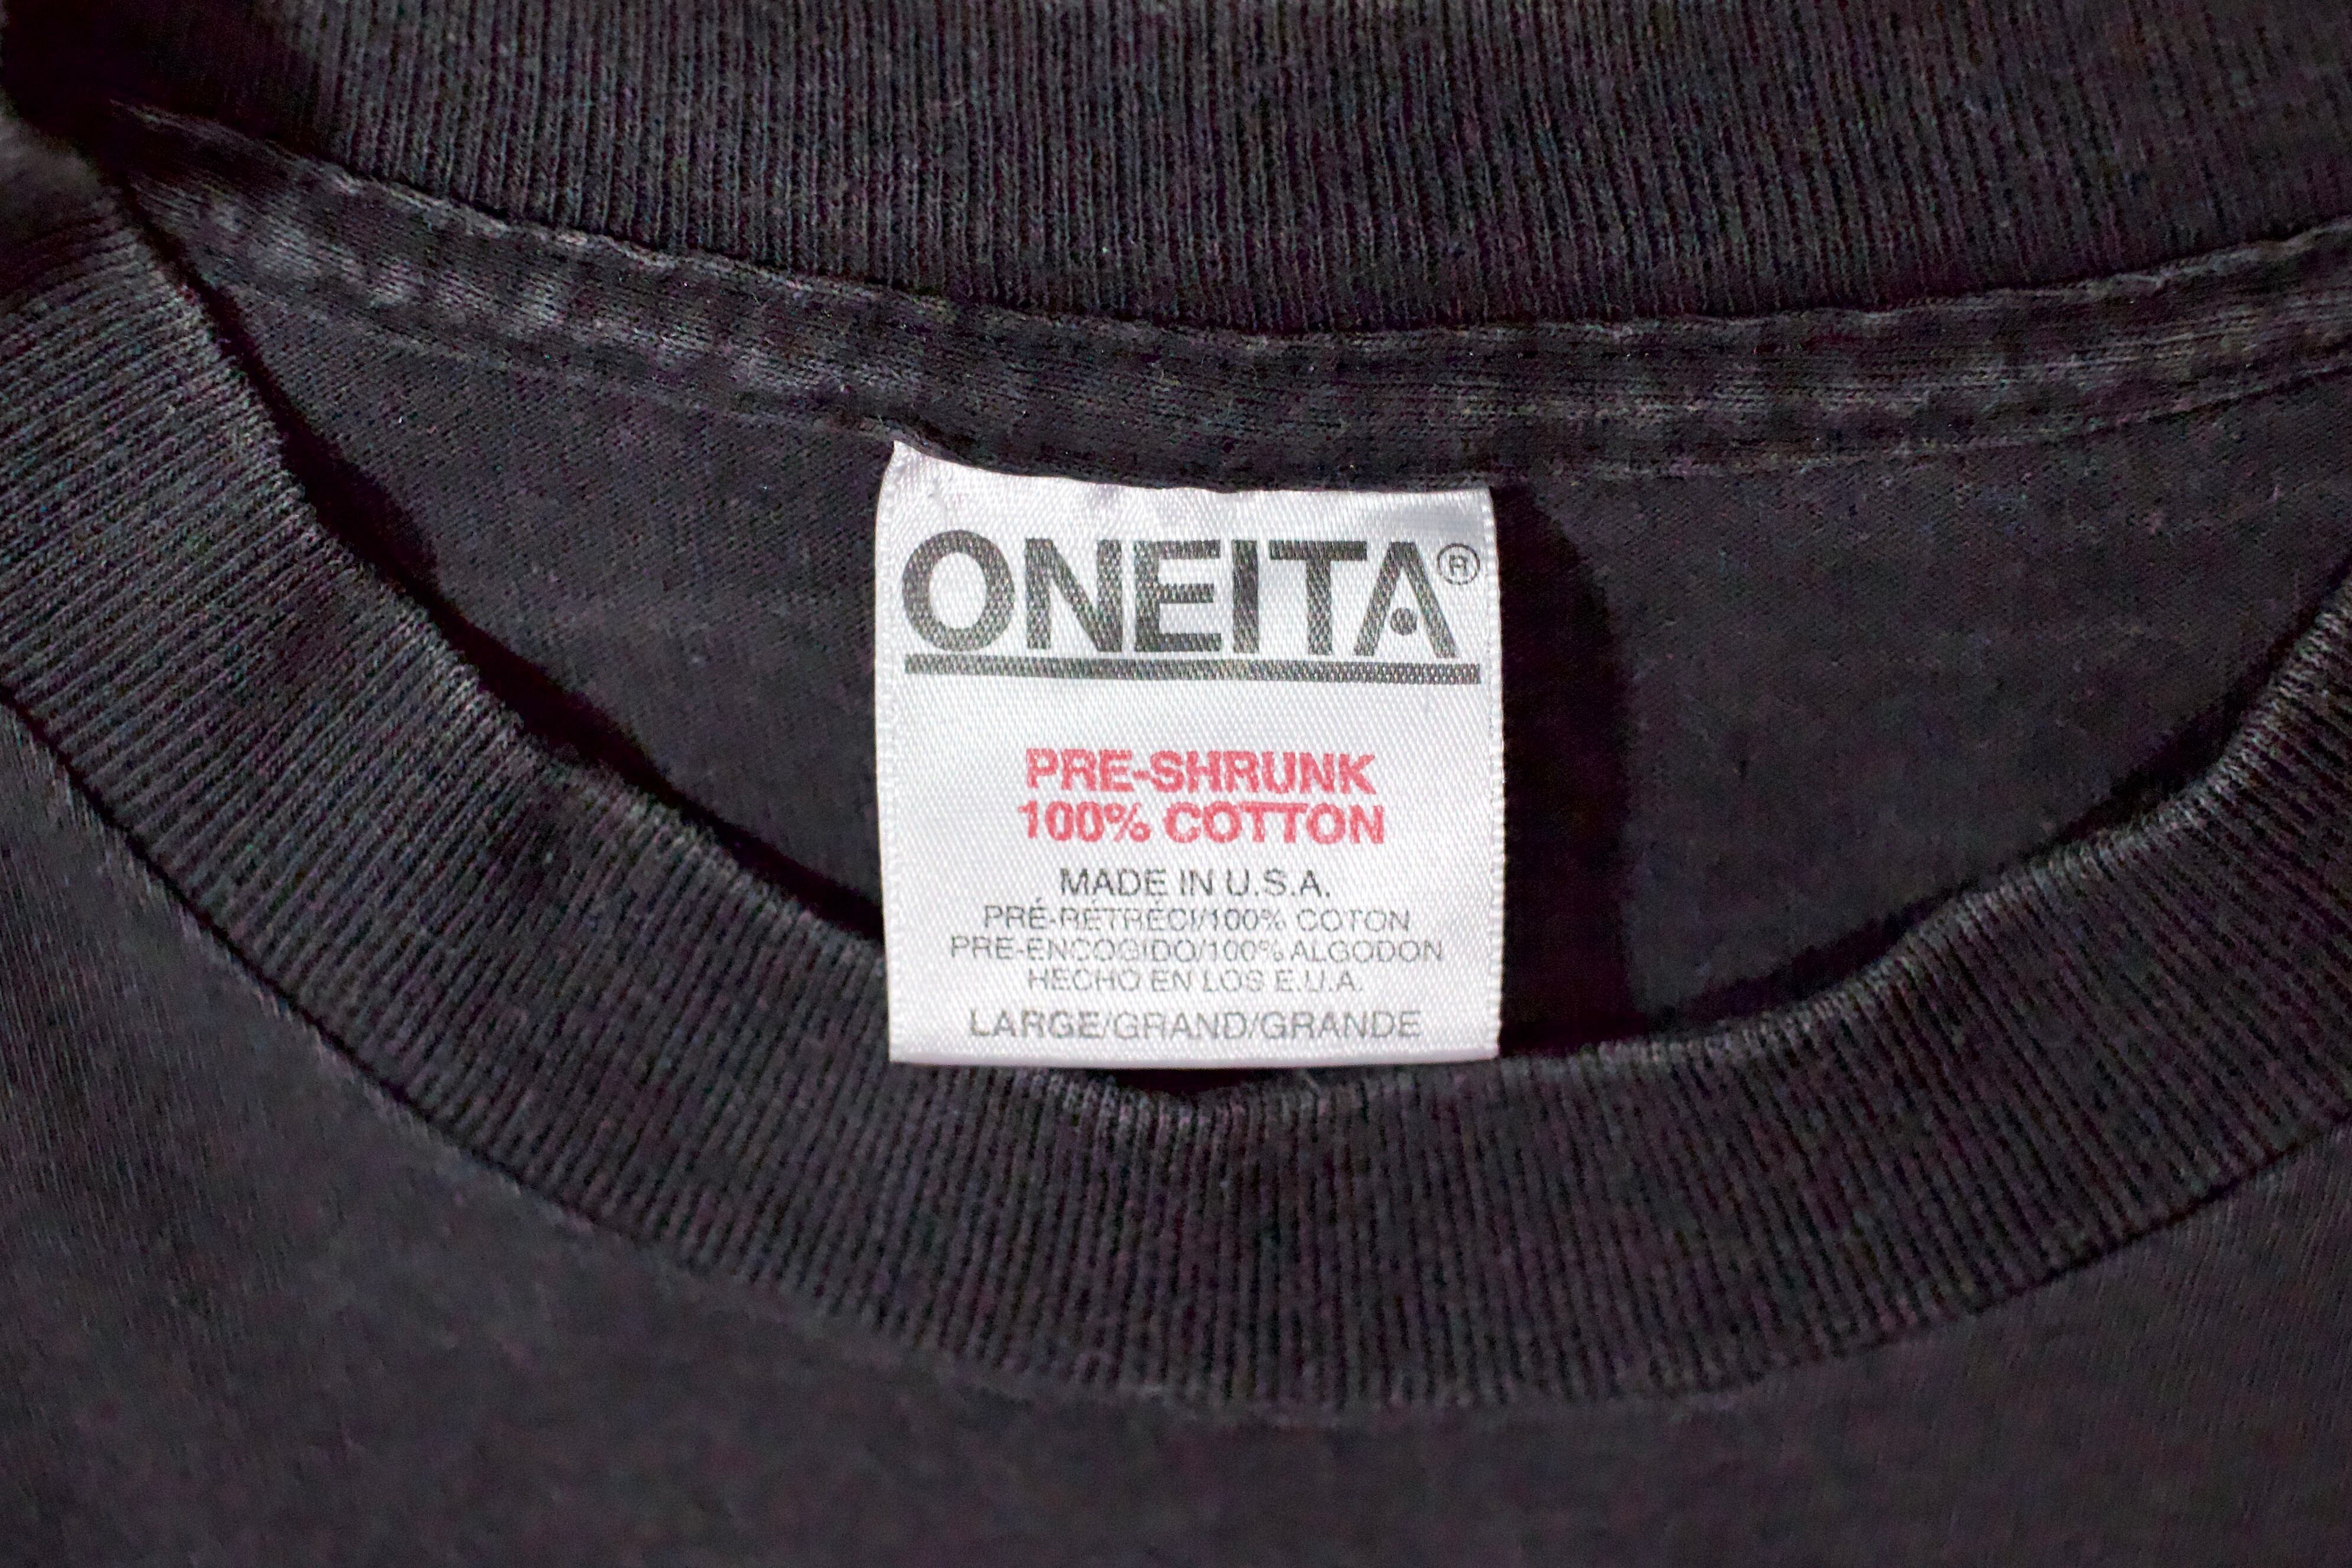 ONEITA®
PRE-SHRUNK
100% COTTON
MADE IN U.S.A.
PRÉ-RÉTRÉCI/100% COTON
PRE-ENCOGIDO/100% ALGODON
HECHO EN LOS E.U.A.
LARGE/GRAND/GRANDE